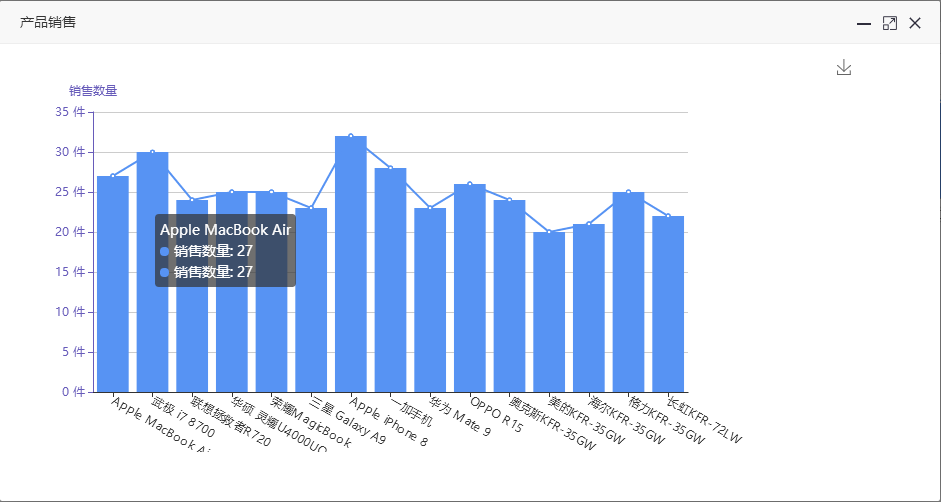 产品销售
销售数量
35 件
30 件
25 件
20 件
15 件
10 件
5 件
0 件
Apple MacBook Air
销售数量: 27
销售数量: 27
Apple MacBook Air
武极 i7 8700
联想拯救者R720
华硕 灵耀U4000UQ
荣耀MagicBook
三星 Galaxy A9
Apple iphone 8
一加手机
华为 Mate 9
OPPO R15
奥克斯KFR-35GW
美的KFR-35GW
海尔KFR-35GW
格力KFR-35GW
长虹KFR-72LW